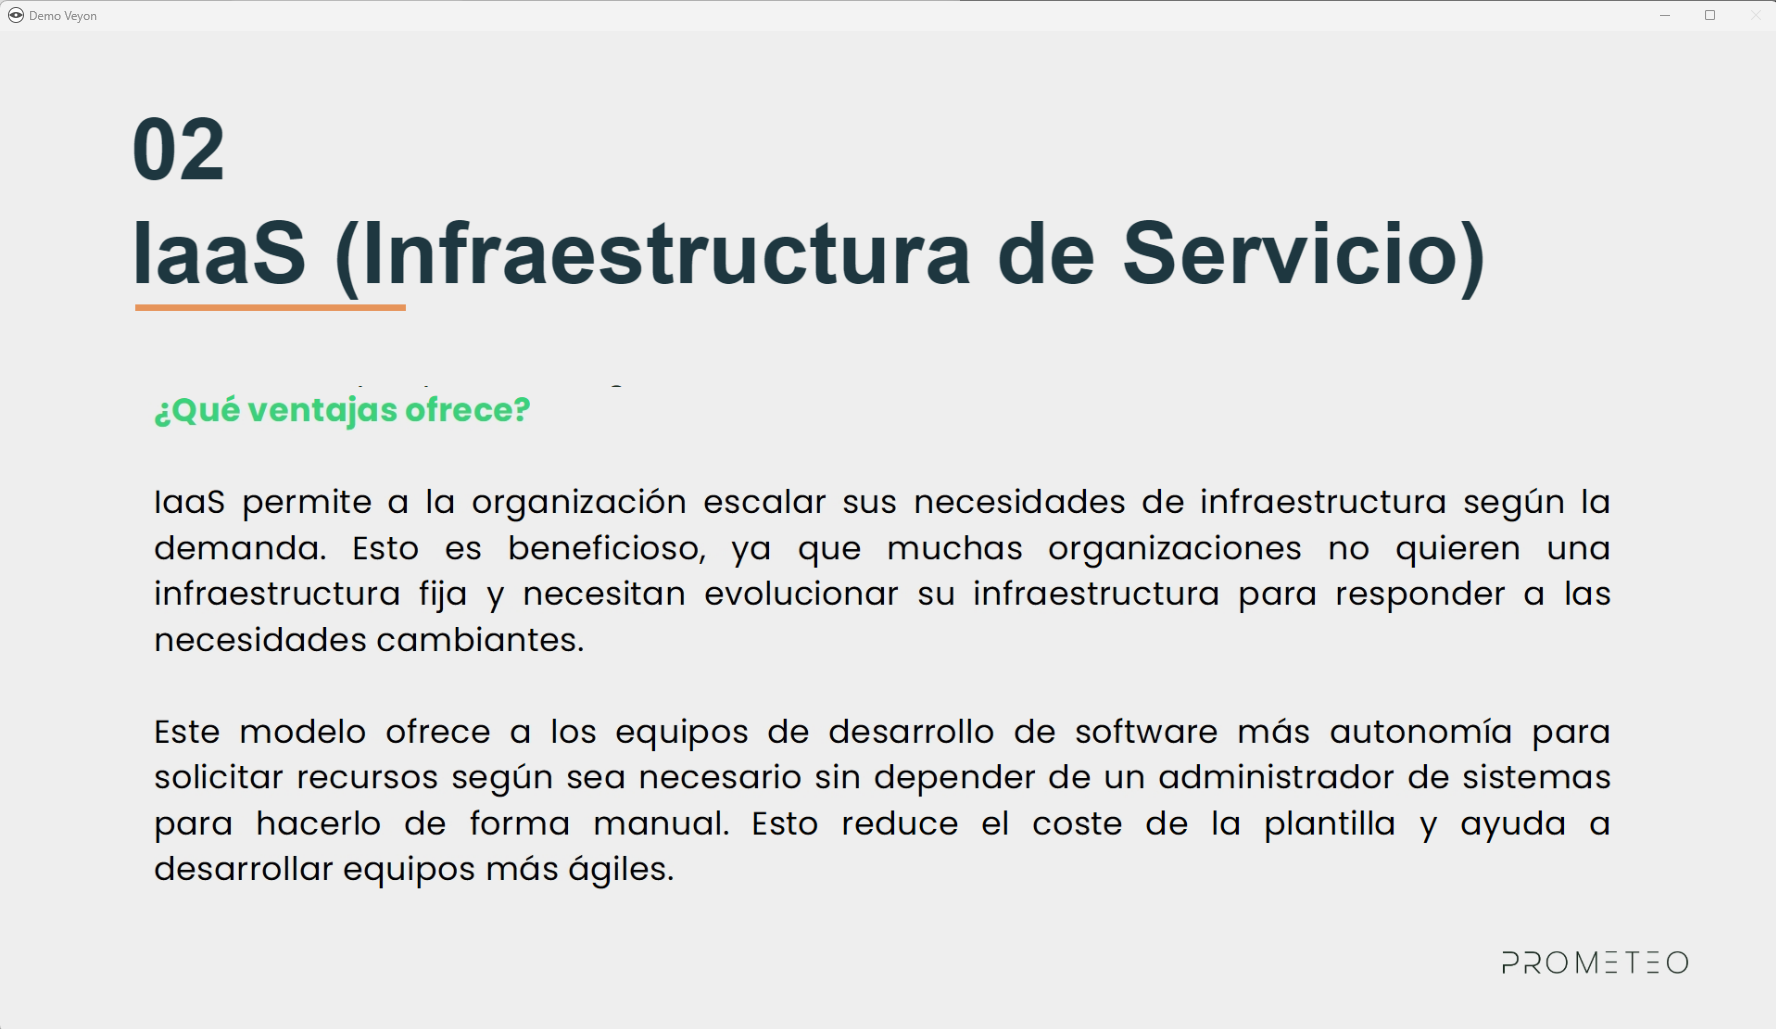 Demo Veyon
02
IaaS (Infraestructura de Servicio)
¿Qué ventajas ofrece?
IaaS permite a la organización escalar sus necesidades de infraestructura según la
demanda. Esto es beneficioso, ya que muchas organizaciones no quieren una
infraestructura fija y necesitan evolucionar su infraestructura para responder a las
necesidades cambiantes.
Este modelo ofrece a los equipos de desarrollo de software más autonomía para
solicitar recursos según sea necesario sin depender de un administrador de sistemas
para hacerlo de forma manual. Esto reduce el coste de la plantilla y ayuda a
desarrollar equipos más ágiles.
PROMETEO